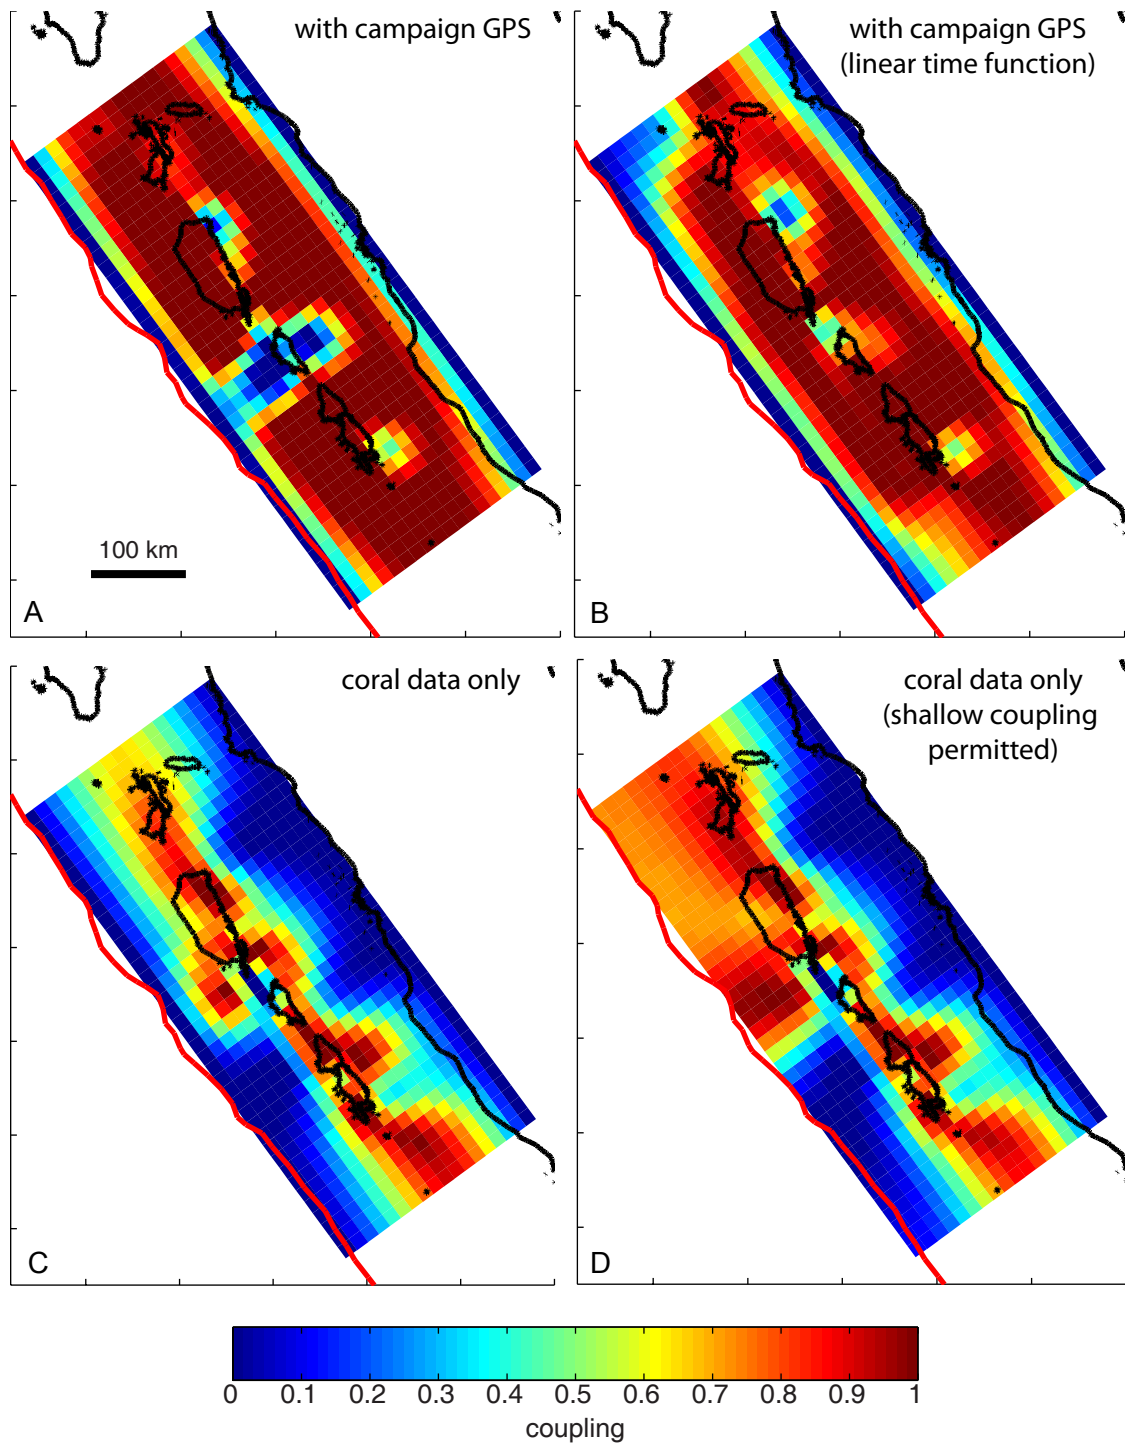 with campaign GPS
with campaign GPS
(linear time function)
100 km
A
B
coral data only
coral data only
(shallow coupling
permitted)
C
D
0 0.1 0.2 0.3 0.4 0.5 0.6 0.7 0.8 0.9 1
coupling